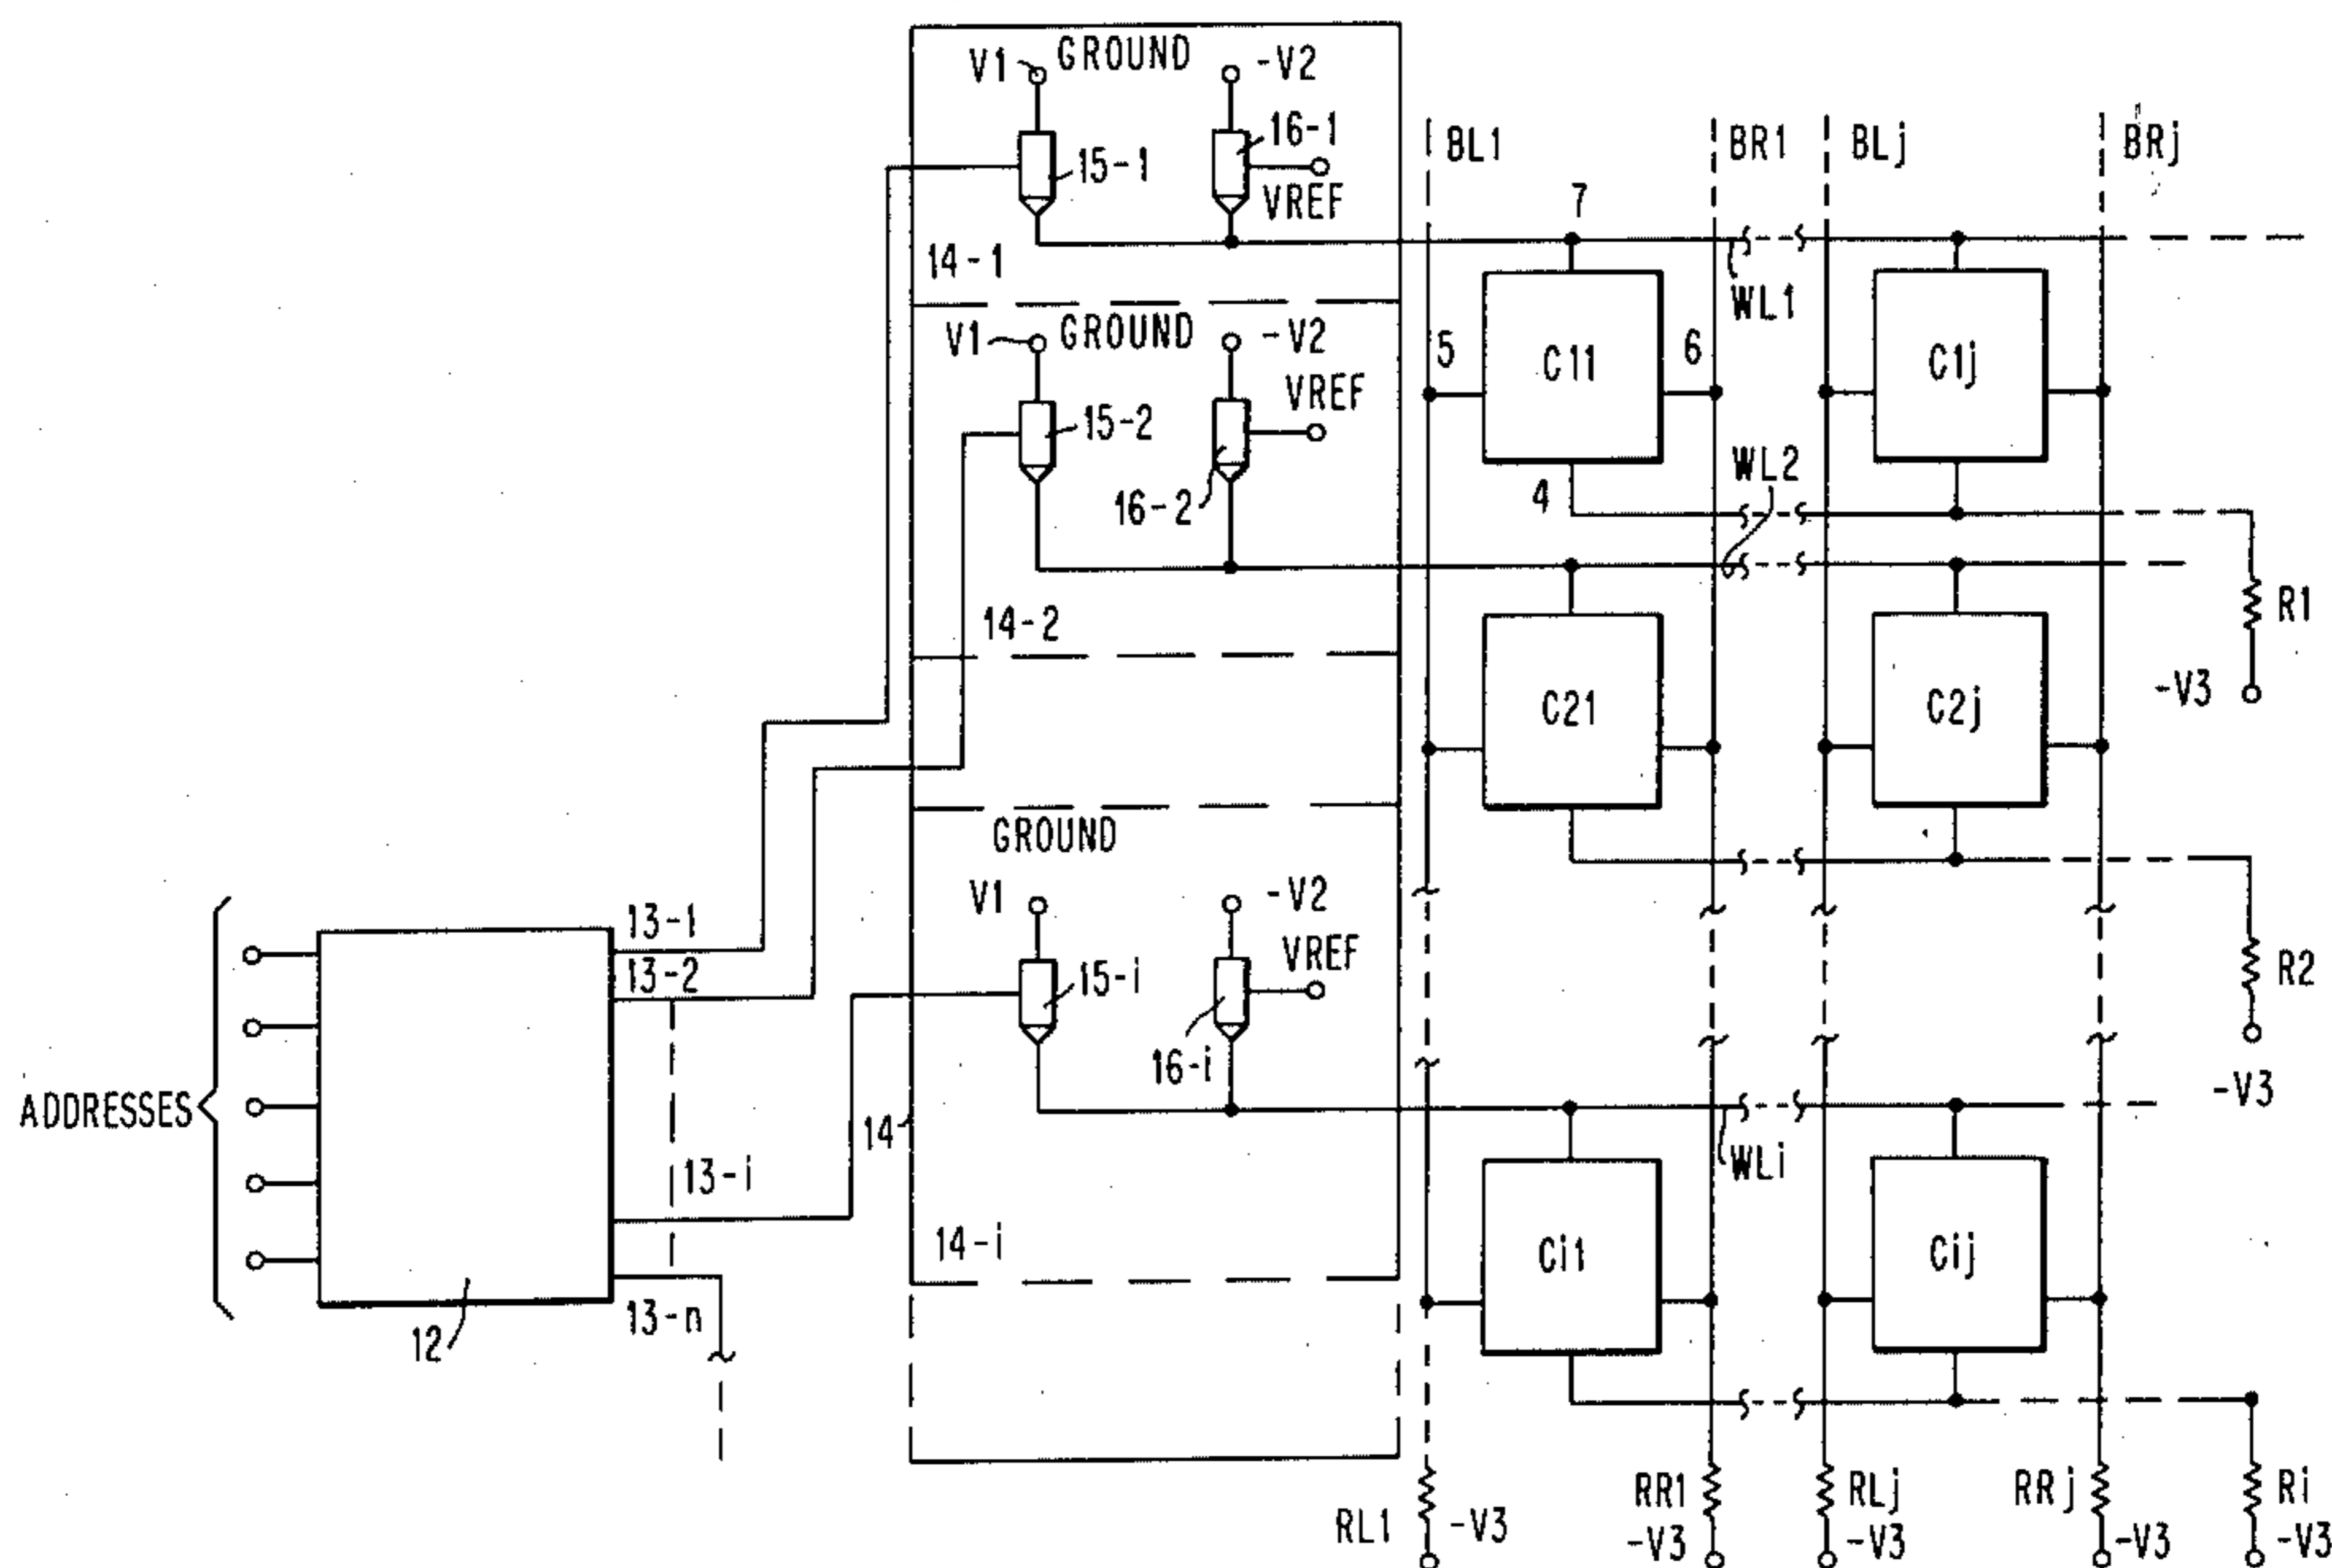 V1 GROUND -V2
16-1
15-1
VREF
14-1
BL1
BR1
BLj
BRj
7
WL1
5
C11
6
C1j
4
WL2
V1 GROUND -V2
VREF
15-2
16-2
14-2
R1
-V3
C21
C2j
R2
-V3
GROUND
V1
-V2
VREF
15-i
16-i
14
14-i
WLi
Ci1
Cij
ADDRESSES
12
13-1
13-2
13-i
13-n
RL1
-V3
RR1
-V3
RLj
-V3
RRj
-V3
Ri
-V3